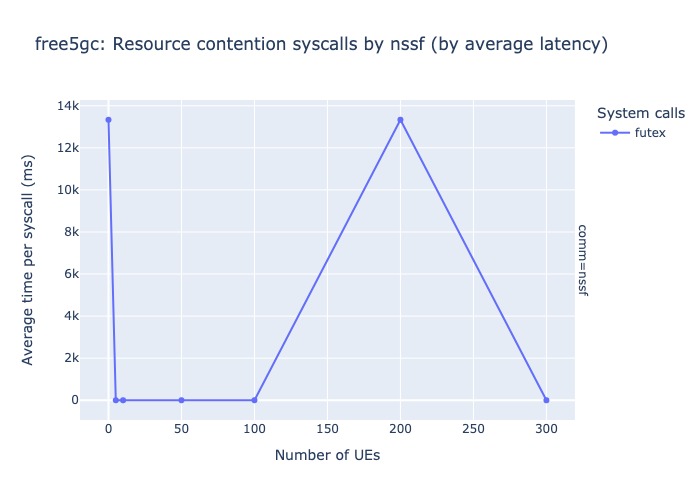 free5gc: Resource contention syscalls by nssf (by average latency)
System calls
futex
14k
12k
10k
8k
6k
4k
2k
0
Average time per syscall (ms)
comm=nssf
0 50 100 150 200 250 300
Number of UEs